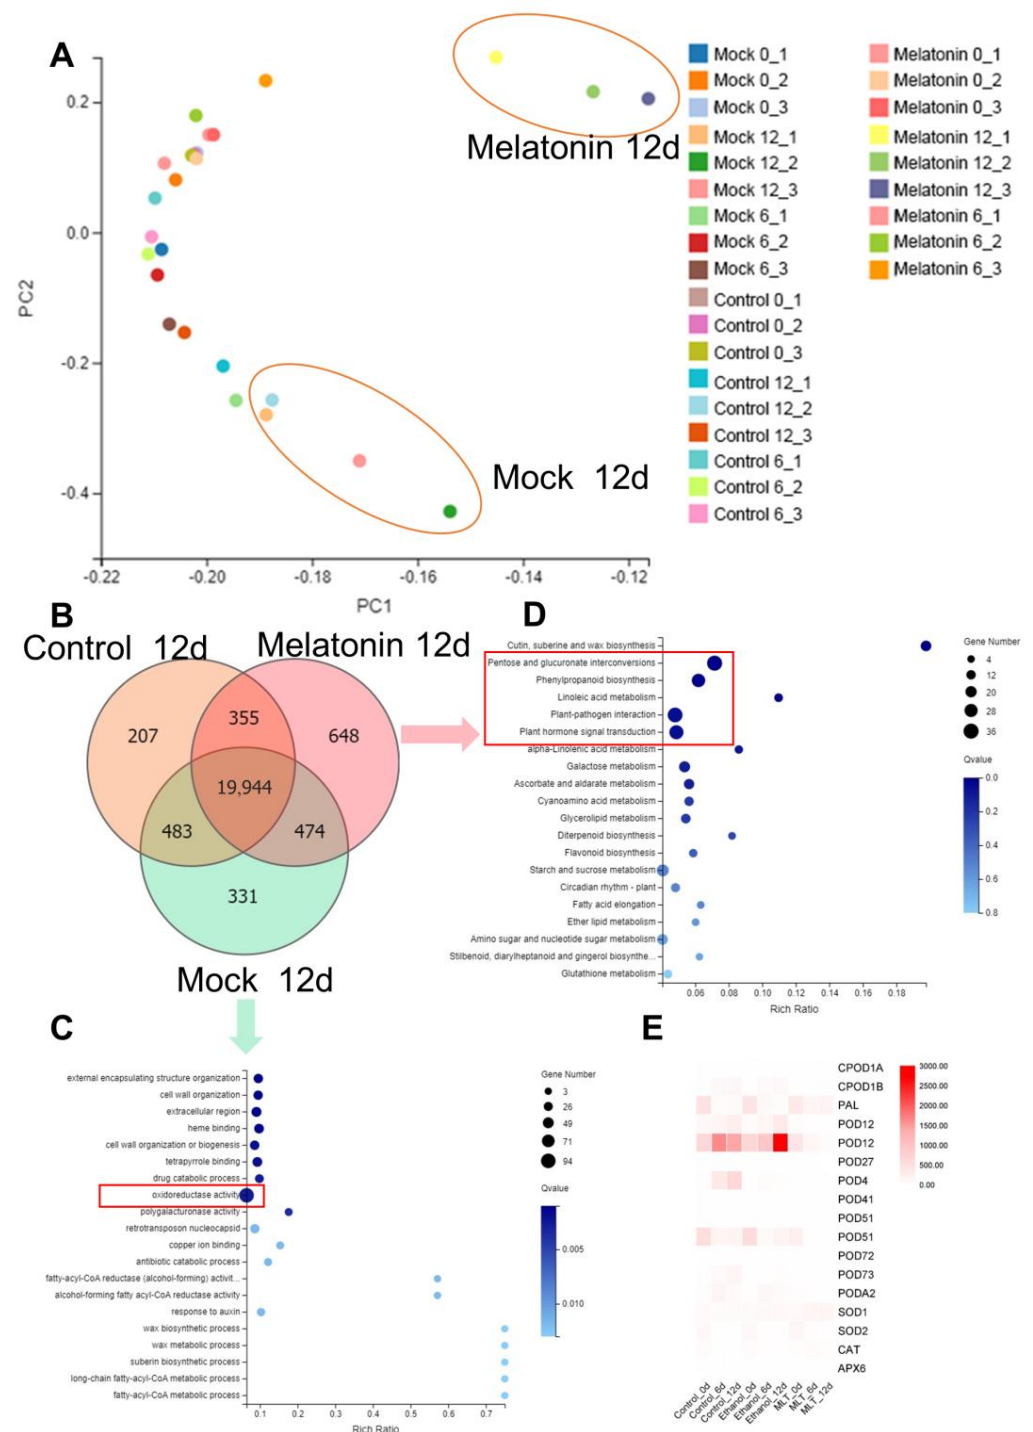 A
0.2
0.0
-0.2
-0.4
PC2
-0.22
-0.20
-0.18
-0.16
-0.14
-0.12
PC1
Melatonin 12d
Mock 12d
Mock 0_1
Mock 0_2
Mock 0_3
Mock 12_1
Mock 12_2
Mock 12_3
Mock 6_1
Mock 6_2
Mock 6_3
Control 0_1
Control 0_2
Control 0_3
Control 12_1
Control 12_2
Control 12_3
Control 6_1
Control 6_2
Control 6_3
Melatonin 0_1
Melatonin 0_2
Melatonin 0_3
Melatonin 12_1
Melatonin 12_2
Melatonin 12_3
Melatonin 6_1
Melatonin 6_2
Melatonin 6_3
B
Control 12d
Melatonin 12d
207
355
648
19,944
483
474
331
Mock 12d
D
Cutin, suberine and wax biosynthesis
Pentose and glucuronate interconversions
Phenylpropanoid biosynthesis
Linoleic acid metabolism
Plant-pathogen interaction
Plant hormone signal transduction
alpha-Linolenic acid metabolism
Galactose metabolism
Ascorbate and aldarate metabolism
Cyanoamino acid metabolism
Glycerolipid metabolism
Diterpenoid biosynthesis
Flavonoid biosynthesis
Starch and sucrose metabolism
Circadian rhythm - plant
Fatty acid elongation
Ether lipid metabolism
Amino sugar and nucleotide sugar metabolism
Stilbenoid, diarylheptanoid and gingerol biosynthe...
Glutathione metabolism
0.06
0.08
0.10
0.12
0.14
0.16
0.18
Rich Ratio
Gene Number
4
12
20
28
36
Qvalue
0.0
0.2
0.4
0.6
0.8
C
external encapsulating structure organization
cell wall organization
extracellular region
heme binding
cell wall organization or biogenesis
tetrapyrrole binding
drug catabolic process
oxidoreductase activity
polygalacturonase activity
retrotransposon nucleocapsid
copper ion binding
antibiotic catabolic process
fatty-acyl-CoA reductase (alcohol-forming) activit...
alcohol-forming fatty acyl-CoA reductase activity
response to auxin
wax biosynthetic process
wax metabolic process
suberin biosynthetic process
long-chain fatty-acyl-CoA metabolic process
fatty-acyl-CoA metabolic process
0.1
0.2
0.3
0.4
0.5
0.6
0.7
Rich Ratio
Gene Number
3
26
49
71
94
Qvalue
0.005
0.010
E
CPOD1A
CPOD1B
PAL
POD12
POD12
POD27
POD4
POD41
POD51
POD51
POD72
POD73
PODA2
SOD1
SOD2
CAT
APX6
3000.00
2500.00
2000.00
1500.00
1000.00
500.00
0.00
Control_0d
Control_6d
Control_12d
Ethanol_0d
Ethanol_6d
Ethanol_12d
MLT_0d
MLT_6d
MLT_12d